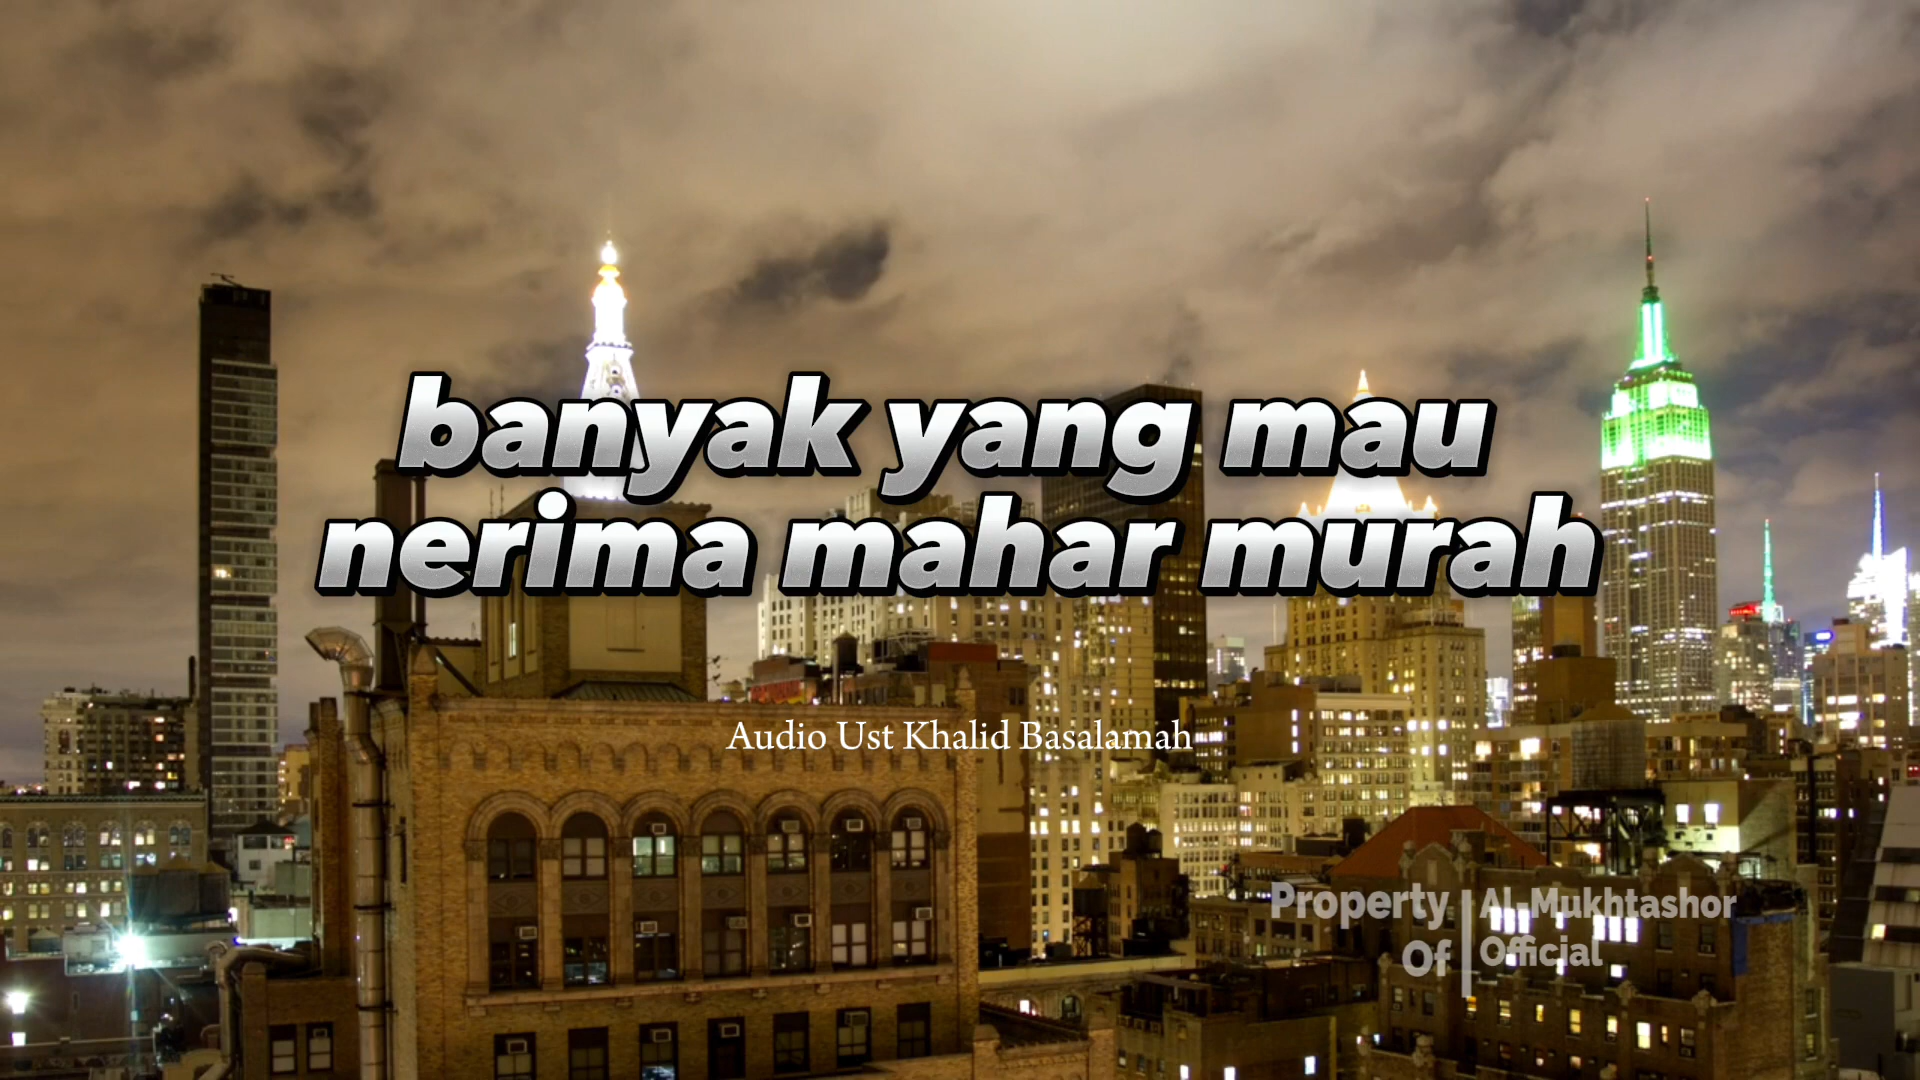 banyak yang mau
nerima mahar murah
Audio Ust Khalid Basalamah
Property Of
Al-Mukhtashor
Official